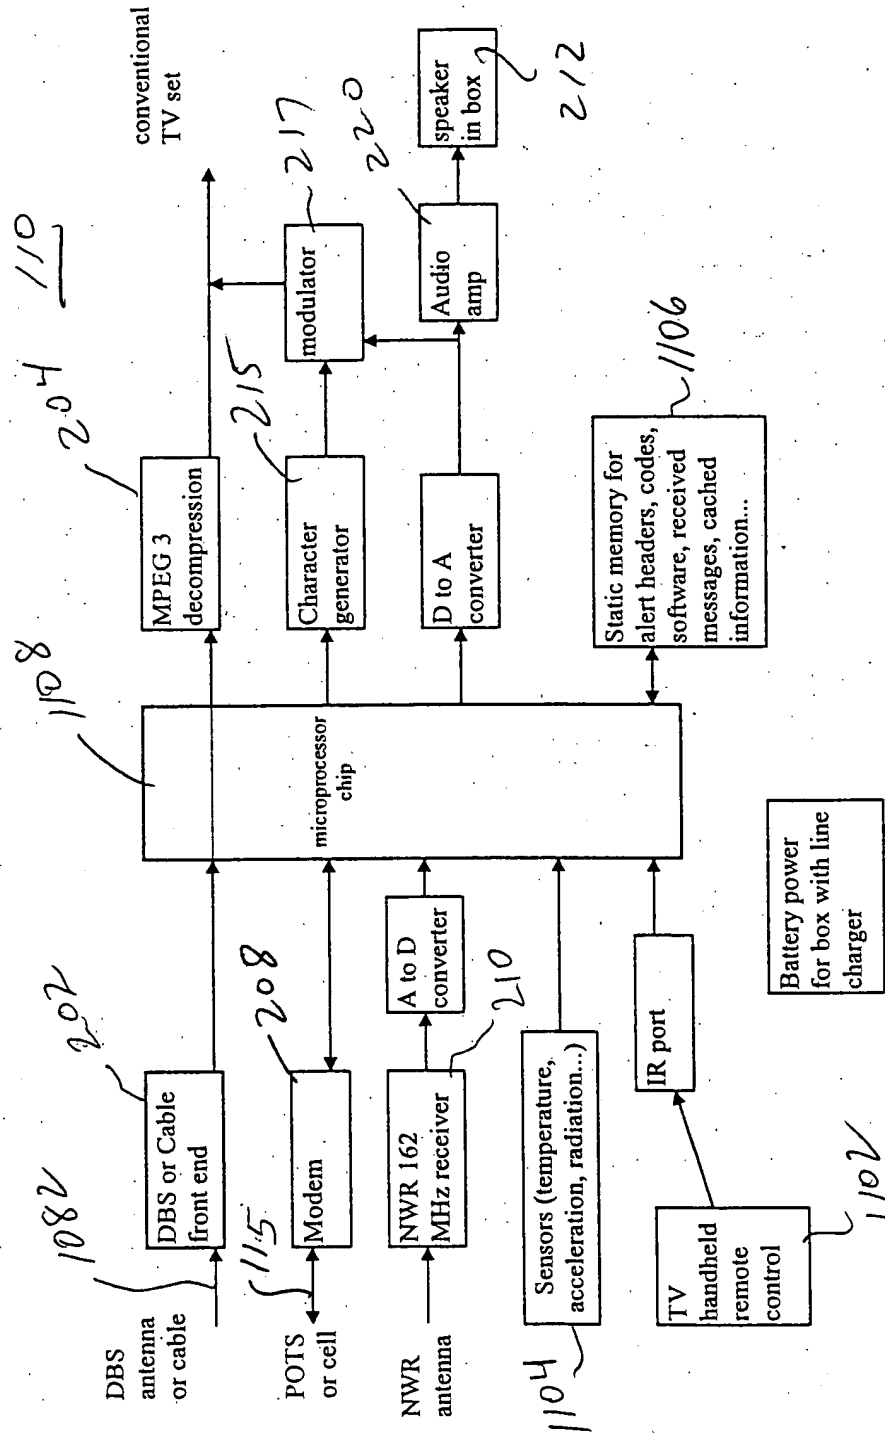 110
DBS
antenna
or cable
1082
DBS or Cable
front end
202
1108
microprocessor
chip
MPEG 3
decompression
204
conventional
TV set
POTS
or cell
115
Modem
208
Character
generator
215
modulator
217
NWR
antenna
NWR 162
MHz receiver
210
A to D
converter
D to A
converter
Audio
amp
220
speaker
in box
212
Sensors (temperature,
acceleration, radiation...)
1104
Static memory for
alert headers, codes,
software, received
messages, cached
information...
1106
TV
handheld
remote
control
1102
IR port
Battery power
for box with line
charger